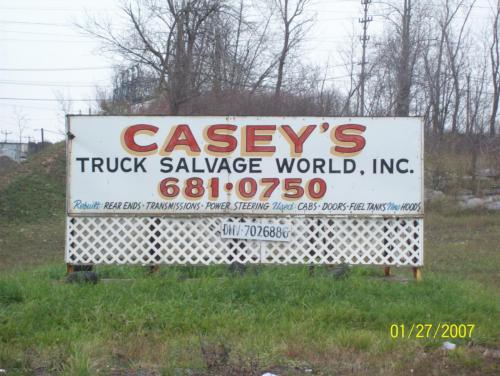 CASEY'S
TRUCK SALVAGE WORLD, INC.
681•0750
Rebuilt: REAR ENDS • TRANSMISSIONS • POWER STEERING Used: CABS • DOORS • FUEL TANKS New HOODS
7026886
01/27/2007